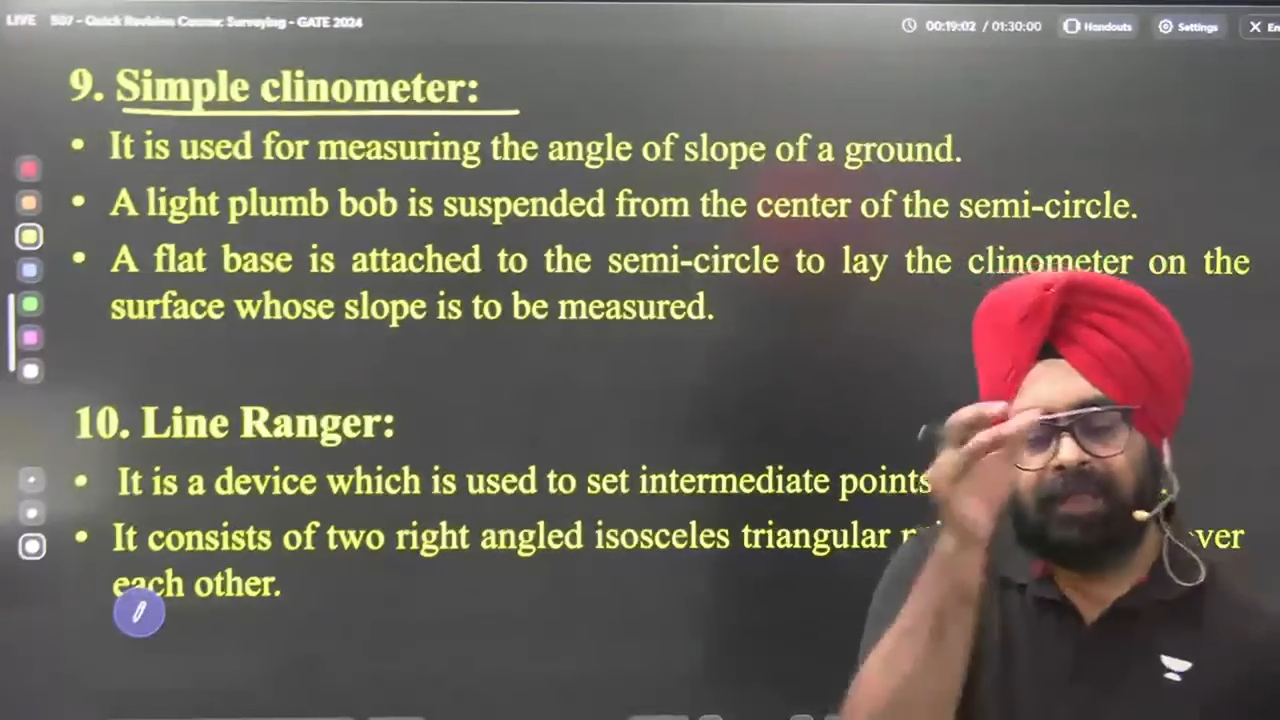 LIVE 507 - Quick Revision Course: Surveying - GATE 2024
00:19:02 / 01:30:00 Handouts Settings
9. Simple clinometer:
• It is used for measuring the angle of slope of a ground.
• A light plumb bob is suspended from the center of the semi-circle.
• A flat base is attached to the semi-circle to lay the clinometer on the
surface whose slope is to be measured.
10. Line Ranger:
• It is a device which is used to set intermediate points
• It consists of two right angled isosceles triangular
each other.